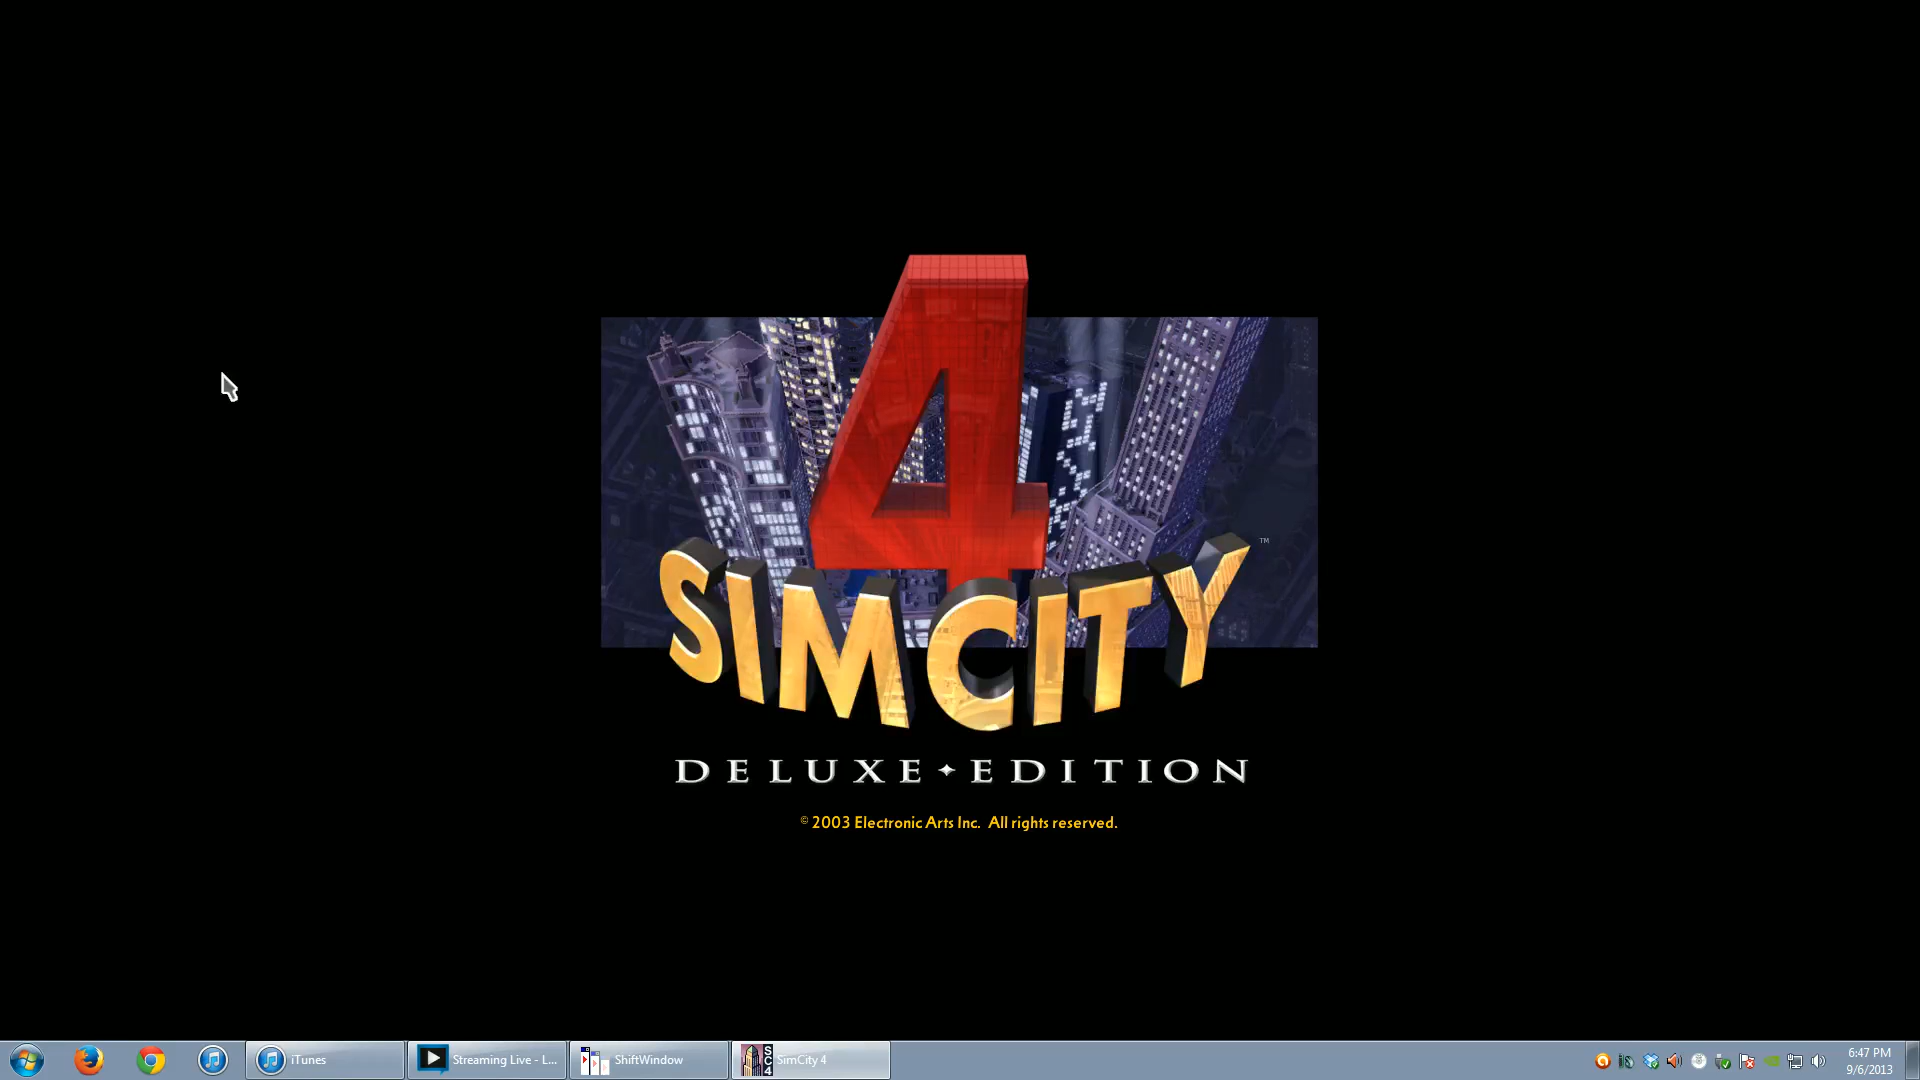 4
SIMCITY
™
DELUXE✦EDITION
© 2003 Electronic Arts Inc. All rights reserved.
iTunes
Streaming Live - L...
ShiftWindow
SC4
SimCity 4
6:47 PM
9/6/2013